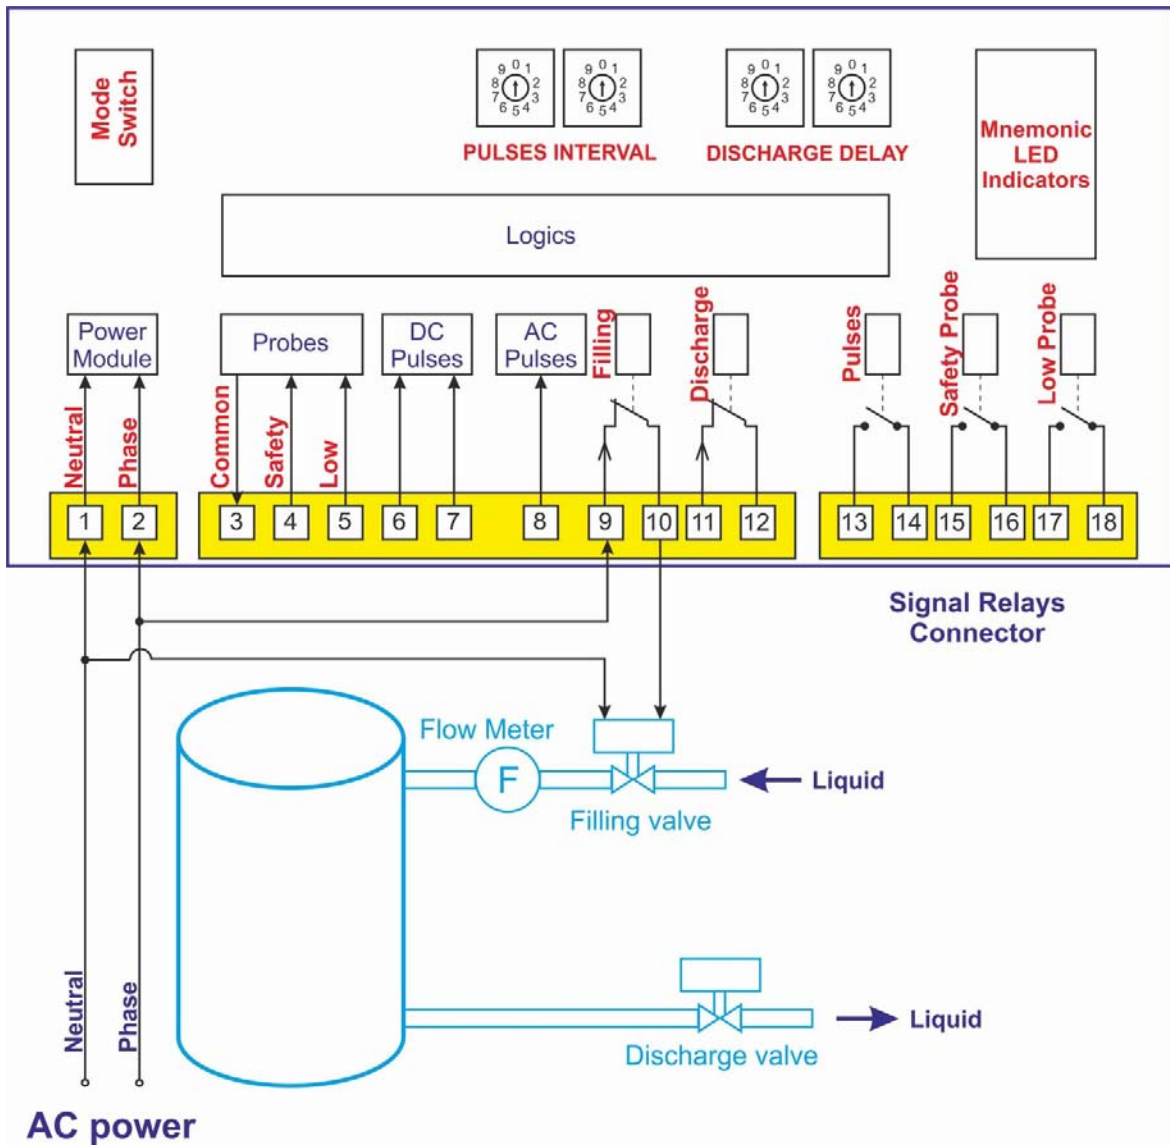 Mode
Switch
9 0 1
8 2
7 3
6 5 4
9 0 1
8 2
7 3
6 5 4
PULSES INTERVAL
9 0 1
8 2
7 3
6 5 4
9 0 1
8 2
7 3
6 5 4
DISCHARGE DELAY
Mnemonic
LED
Indicators
Logics
Power
Module
Probes
DC
Pulses
AC
Pulses
Filling
Discharge
Pulses
Safety Probe
Low Probe
Neutral
Phase
Common
Safety
Low
1 2 3 4 5 6 7 8 9 10 11 12 13 14 15 16 17 18
Signal Relays
Connector
Flow Meter
F
Liquid
Filling valve
Liquid
Discharge valve
Neutral
Phase
AC power